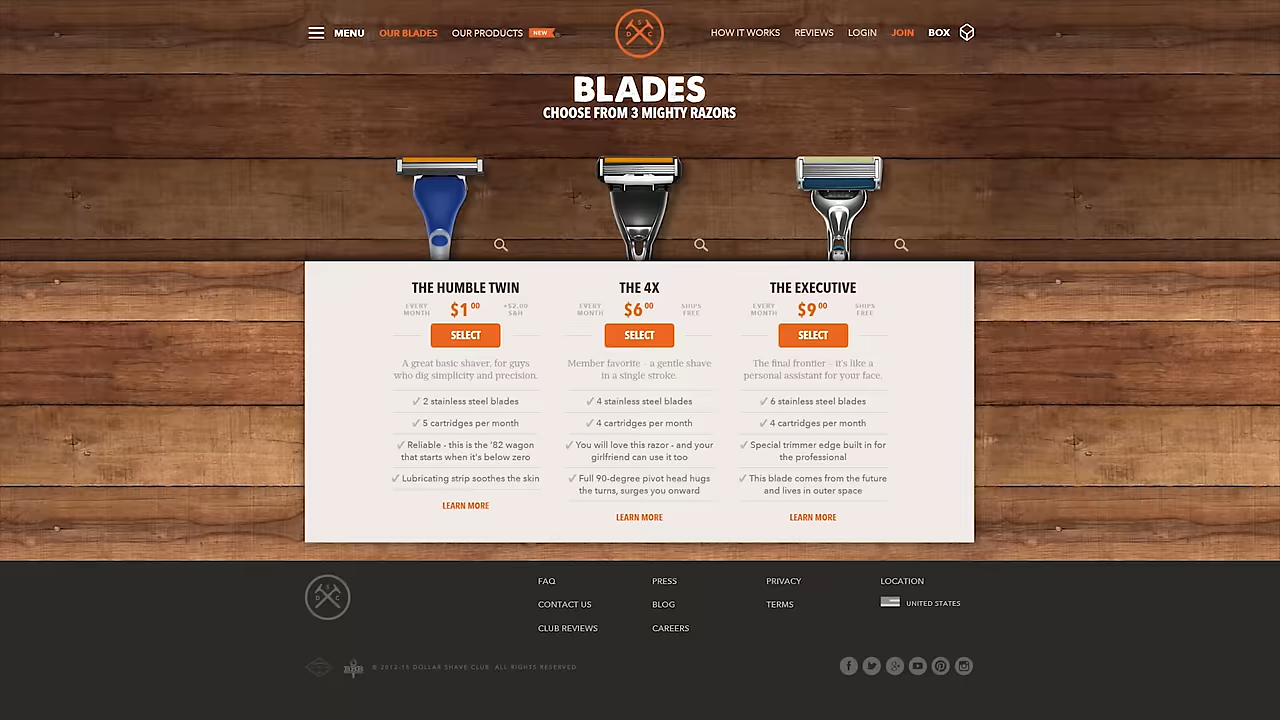 MENU
OUR BLADES
OUR PRODUCTS
NEW
D S C
HOW IT WORKS
REVIEWS
LOGIN
JOIN
BOX
BLADES
CHOOSE FROM 3 MIGHTY RAZORS
THE HUMBLE TWIN
EVERY MONTH
$1 00
+$2.00 S&H
SELECT
A great basic shaver, for guys
who dig simplicity and precision.
✓ 2 stainless steel blades
✓ 5 cartridges per month
✓ Reliable - this is the '82 wagon
that starts when it's below zero
✓ Lubricating strip soothes the skin
LEARN MORE
THE 4X
EVERY MONTH
$6 00
SHIPS FREE
SELECT
Member favorite - a gentle shave
in a single stroke.
✓ 4 stainless steel blades
✓ 4 cartridges per month
✓ You will love this razor - and your
girlfriend can use it too
✓ Full 90-degree pivot head hugs
the turns, surges you onward
LEARN MORE
THE EXECUTIVE
EVERY MONTH
$9 00
SHIPS FREE
SELECT
The final frontier – it's like a
personal assistant for your face.
✓ 6 stainless steel blades
✓ 4 cartridges per month
✓ Special trimmer edge built in for
the professional
✓ This blade comes from the future
and lives in outer space
LEARN MORE
D S C
FAQ
CONTACT US
CLUB REVIEWS
PRESS
BLOG
CAREERS
PRIVACY
TERMS
LOCATION
UNITED STATES
BBB
© 2012-15 DOLLAR SHAVE CLUB. ALL RIGHTS RESERVED.